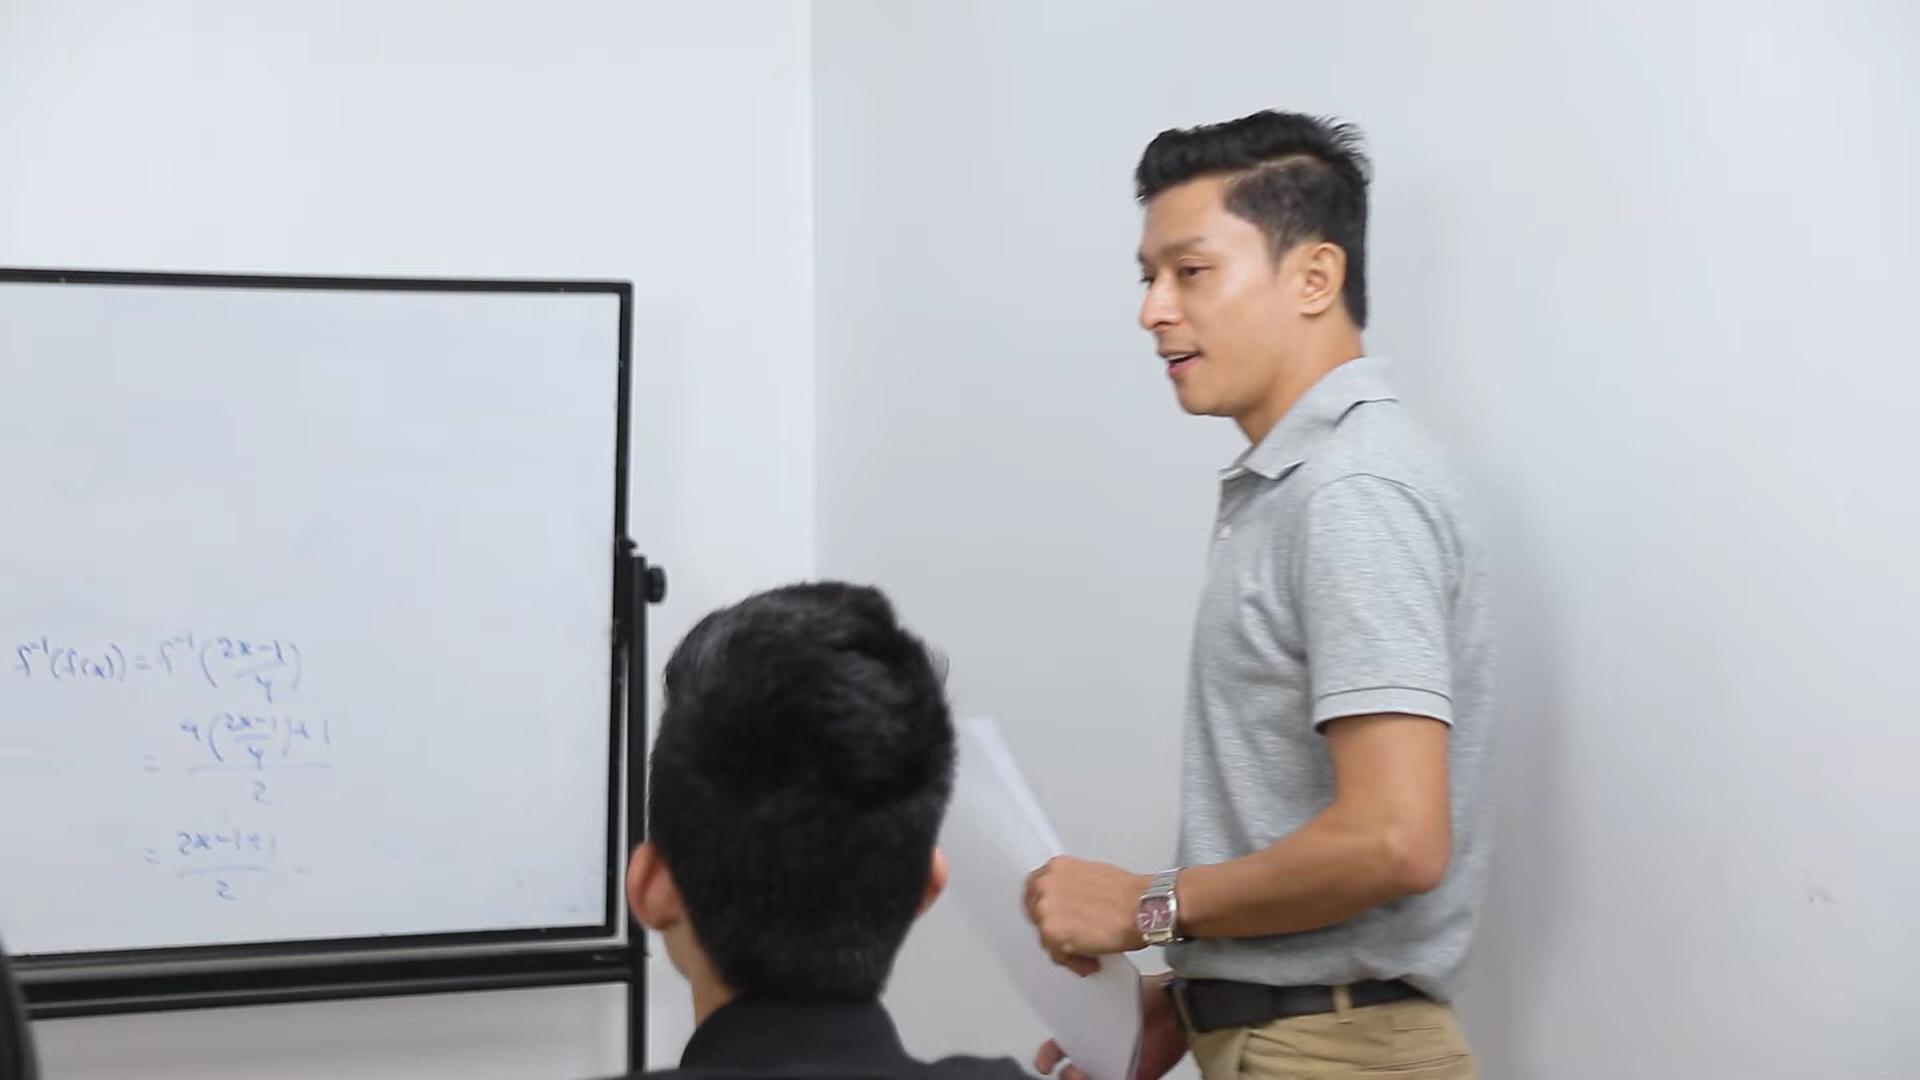 f⁻¹(f(x)) = f⁻¹(2x-1/4)
= 4(2x-1/4)+1/2
= 2x-1+1/2